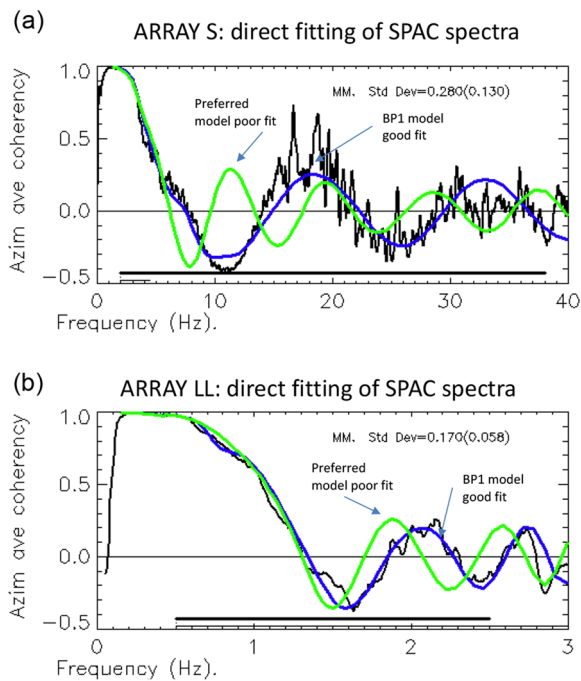 (a)
ARRAY S: direct fitting of SPAC spectra
MM. Std Dev=0.280(0.130)
Preferred
model poor fit
BP1 model
good fit
Azim ave coherency
1.0
0.5
0.0
−0.5
0
10
20
30
40
Frequency (Hz).
(b)
ARRAY LL: direct fitting of SPAC spectra
MM. Std Dev=0.170(0.058)
Preferred
model poor fit
BP1 model
good fit
Azim ave coherency
1.0
0.5
0.0
−0.5
0
1
2
3
Frequency (Hz).